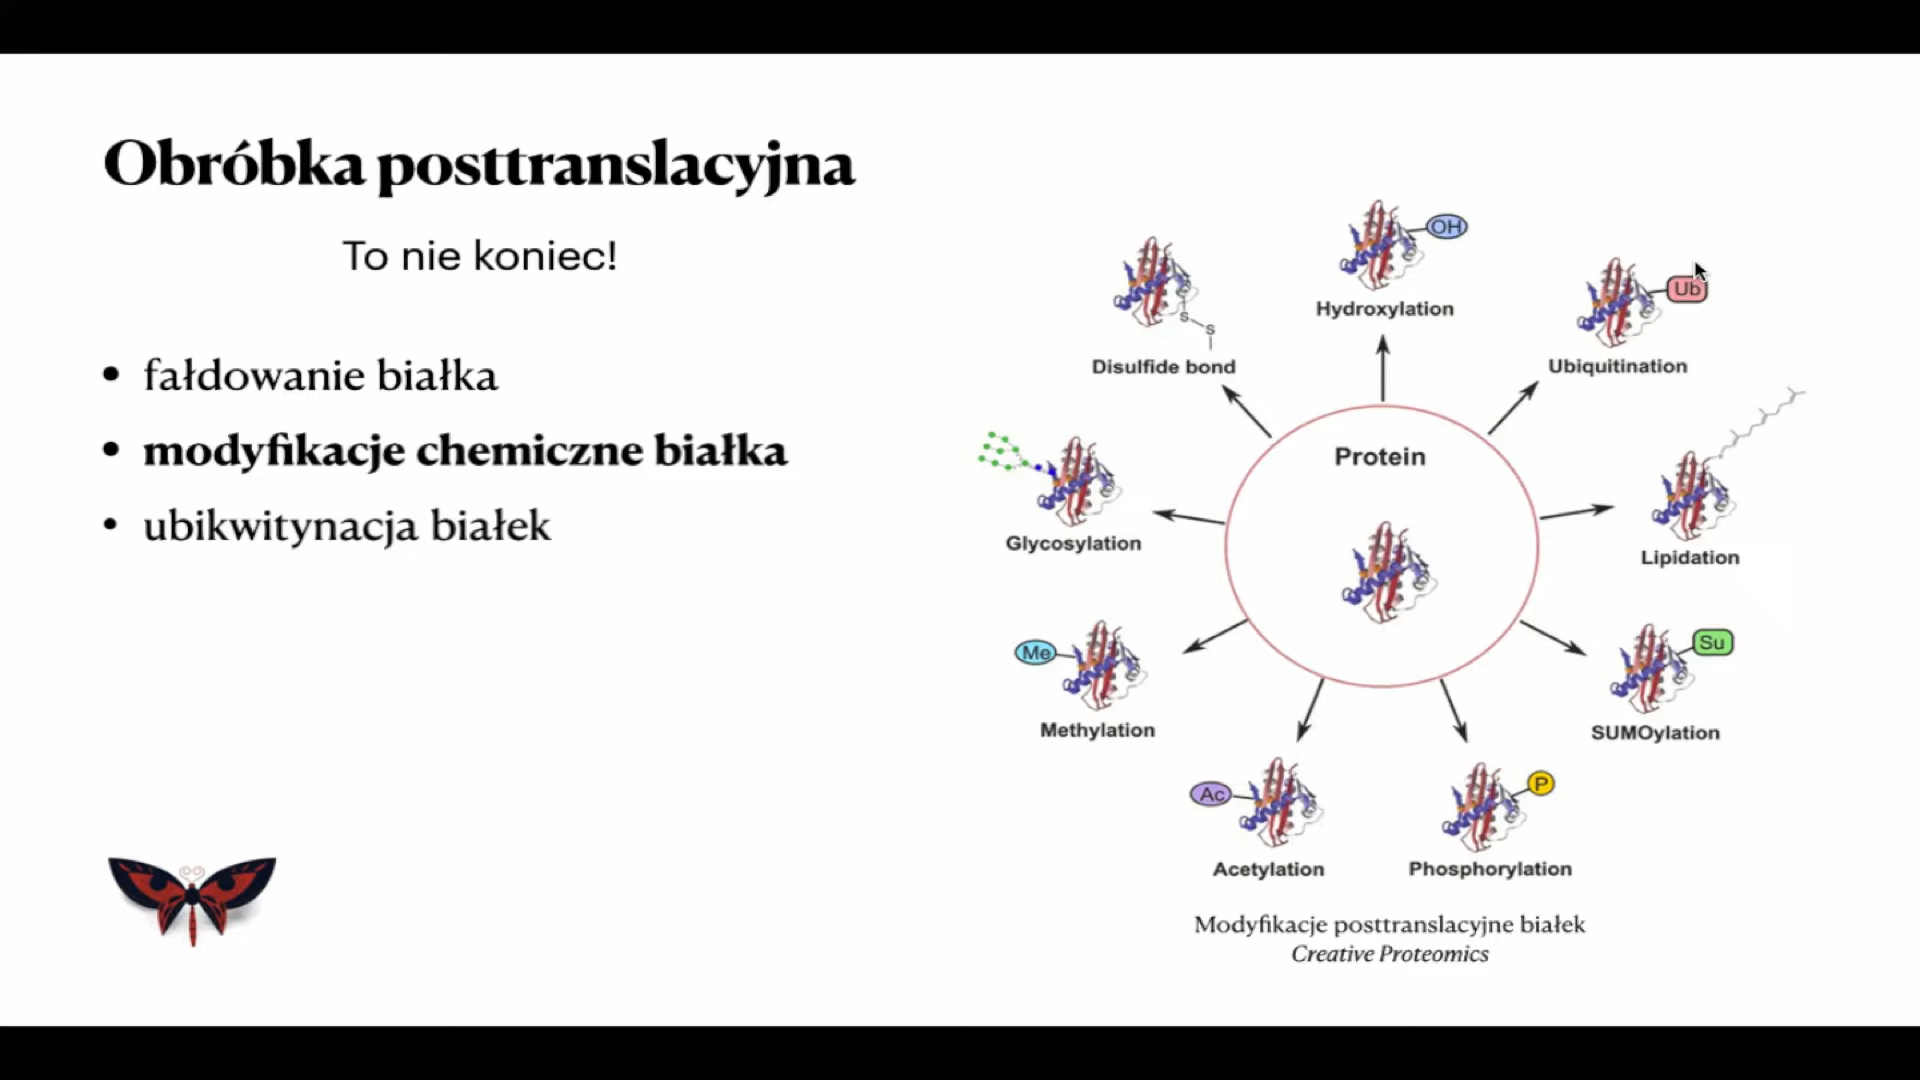 Obróbka posttranslacyjna
To nie koniec!
• fałdowanie białka
• modyfikacje chemiczne białka
• ubikwitynacja białek
OH
Hydroxylation
S
S
Disulfide bond
Ub
Ubiquitination
Protein
Glycosylation
Lipidation
Me
Methylation
Su
SUMOylation
Ac
Acetylation
P
Phosphorylation
Modyfikacje posttranslacyjne białek
Creative Proteomics